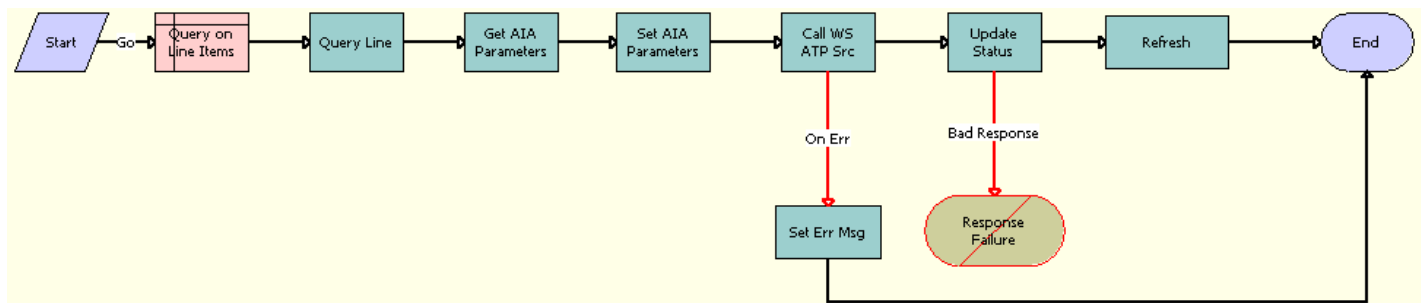 Start
Go
Query on
Line Items
Query Line
Get AIA
Parameters
Set AIA
Parameters
Call WS
ATP Src
Update
Status
Refresh
End
On Err
Bad Response
Set Err Msg
Response
Failure